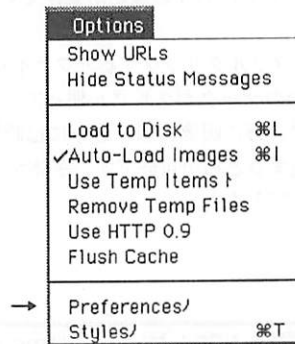 Options
Show URLs
Hide Status Messages
Load to Disk ⌘L
✓Auto-Load Images ⌘I
Use Temp Items
Remove Temp Files
Use HTTP 0.9
Flush Cache
→ Preferences
Styles ⌘T